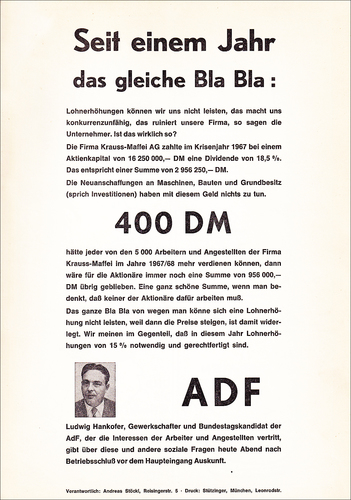 Seit einem Jahr
das gleiche Bla Bla :
Lohnerhöhungen können wir uns nicht leisten, das macht uns
konkurrenzunfähig, das ruiniert unsere Firma, so sagen die
Unternehmer. Ist das wirklich so?
Die Firma Krauss-Maffei AG zahlte im Krisenjahr 1967 bei einem
Aktienkapital von 16 250 000,— DM eine Dividende von 18,5 %.
Das entspricht einer Summe von 2 956 250,— DM.
Die Neuanschaffungen an Maschinen, Bauten und Grundbesitz
(sprich Investitionen) haben mit diesem Geld nichts zu tun.
400 DM
hätte jeder von den 5 000 Arbeitern und Angestellten der Firma
Krauss-Maffei im Jahre 1967/68 mehr verdienen können, dann
wäre für die Aktionäre immer noch eine Summe von 956 000,—
DM übrig geblieben. Eine ganz schöne Summe, wenn man be-
denkt, daß keiner der Aktionäre dafür arbeiten muß.
Das ganze Bla Bla von wegen man könne sich eine Lohnerhö-
hung nicht leisten, weil dann die Preise steigen, ist damit wider-
legt. Wir meinen im Gegenteil, daß in diesem Jahr Lohnerhö-
hungen von 15 % notwendig und gerechtfertigt sind.
ADF
Ludwig Hankofer, Gewerkschafter und Bundestagskandidat der
AdF, der die Interessen der Arbeiter und Angestellten vertritt,
gibt über diese und andere soziale Fragen heute Abend nach
Betriebsschluß vor dem Haupteingang Auskunft.
Verantwortlich: Andreas Stöckl, Reisingerstr. 5 · Druck: Stützinger, München, Leonrodstr.